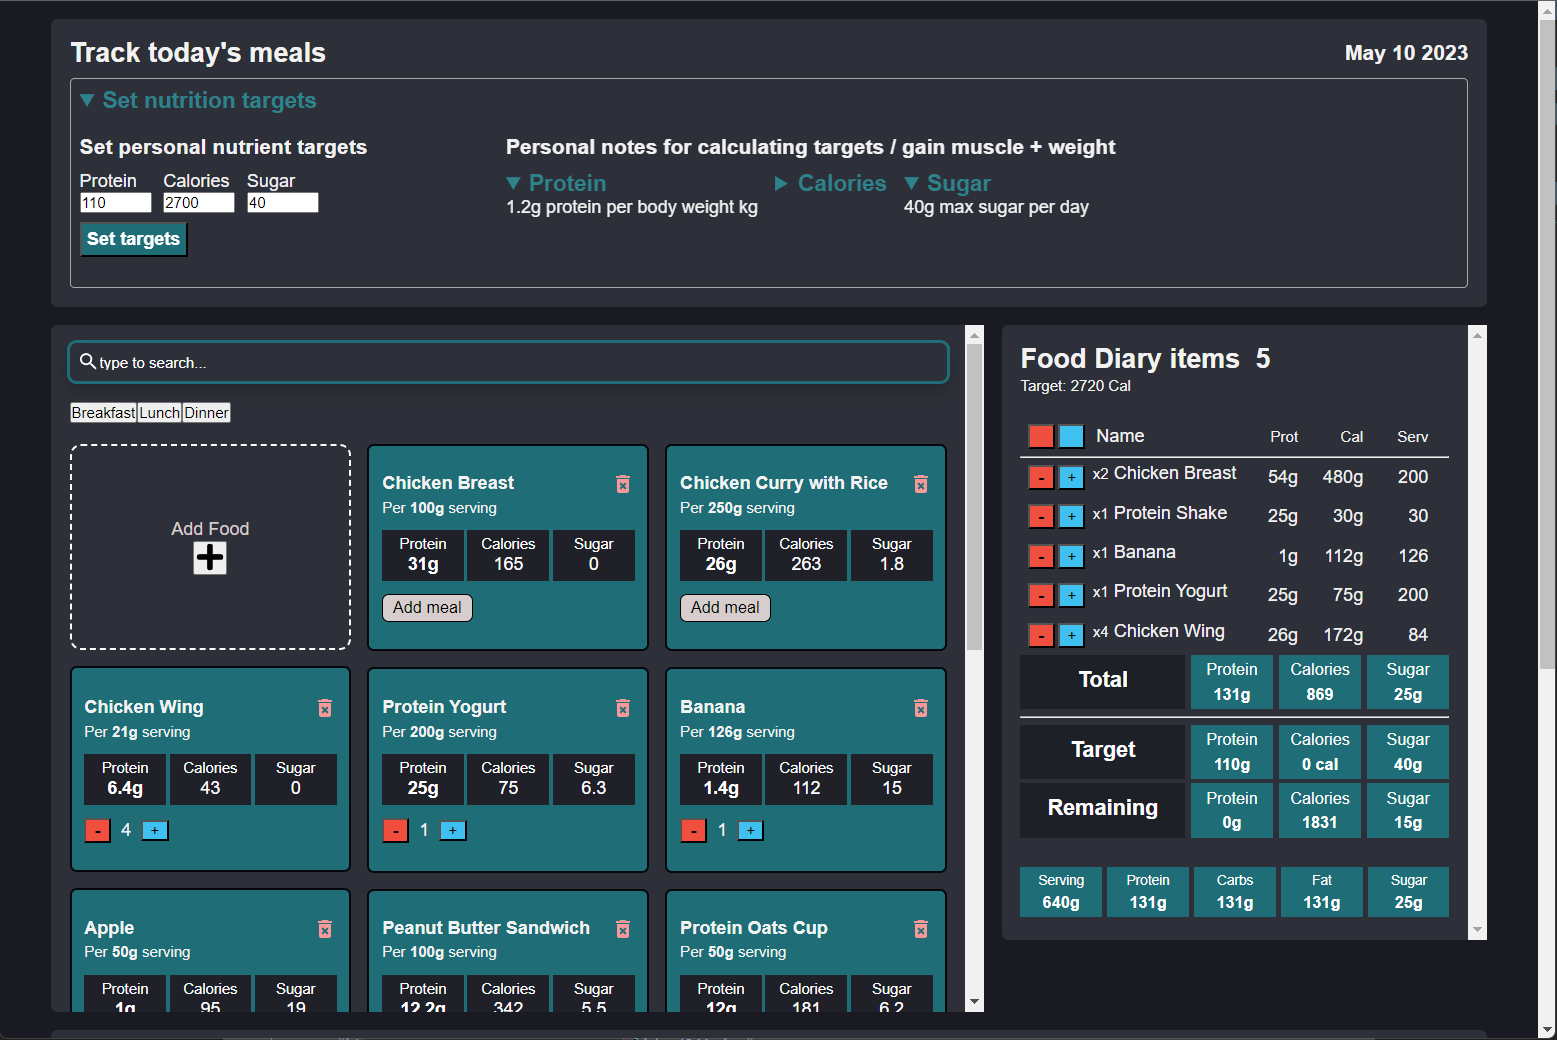 Track today's meals
May 10 2023
▼ Set nutrition targets
Set personal nutrient targets
Protein Calories Sugar
110 2700 40
Set targets
Personal notes for calculating targets / gain muscle + weight
▼ Protein ▶ Calories ▼ Sugar
1.2g protein per body weight kg
40g max sugar per day
type to search...
Breakfast Lunch Dinner
Add Food
Chicken Breast
Per 100g serving
Protein Calories Sugar
31g 165 0
Add meal
Chicken Curry with Rice
Per 250g serving
Protein Calories Sugar
26g 263 1.8
Add meal
Chicken Wing
Per 21g serving
Protein Calories Sugar
6.4g 43 0
- 4 +
Protein Yogurt
Per 200g serving
Protein Calories Sugar
25g 75 6.3
- 1 +
Banana
Per 126g serving
Protein Calories Sugar
1.4g 112 15
- 1 +
Apple
Per 50g serving
Protein Calories Sugar
1g 95 19
Peanut Butter Sandwich
Per 100g serving
Protein Calories Sugar
12.2g 342 5.5
Protein Oats Cup
Per 50g serving
Protein Calories Sugar
12g 181 6.2
Food Diary items 5
Target: 2720 Cal
Name Prot Cal Serv
- + x2 Chicken Breast 54g 480g 200
- + x1 Protein Shake 25g 30g 30
- + x1 Banana 1g 112g 126
- + x1 Protein Yogurt 25g 75g 200
- + x4 Chicken Wing 26g 172g 84
Total
Protein Calories Sugar
131g 869 25g
Target
Protein Calories Sugar
110g 0 cal 40g
Remaining
Protein Calories Sugar
0g 1831 15g
Serving Protein Carbs Fat Sugar
640g 131g 131g 131g 25g